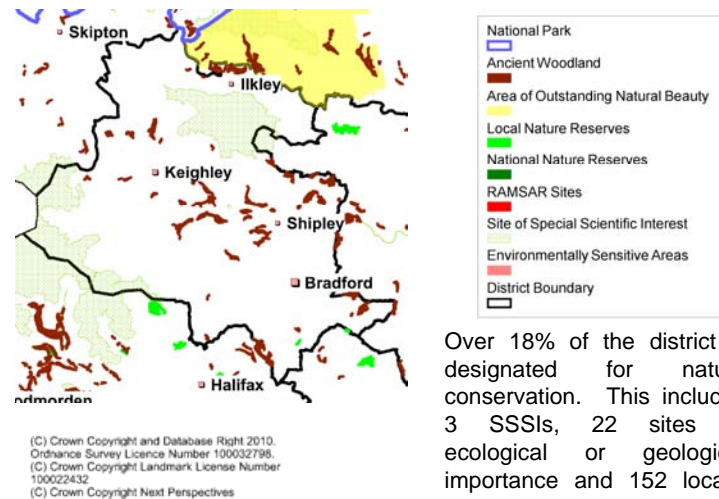 Skipton
Ilkley
Keighley
Shipley
Bradford
Halifax
(C) Crown Copyright and Database Right 2010.
Ordnance Survey Licence Number 100032798.
(C) Crown Copyright Landmark License Number
100022432
(C) Crown Copyright Next Perspectives
National Park
Ancient Woodland
Area of Outstanding Natural Beauty
Local Nature Reserves
National Nature Reserves
RAMSAR Sites
Site of Special Scientific Interest
Environmentally Sensitive Areas
District Boundary
Over 18% of the district
designated for natu
conservation. This includ
3 SSSIs, 22 sites
ecological or geologic
importance and 152 loca